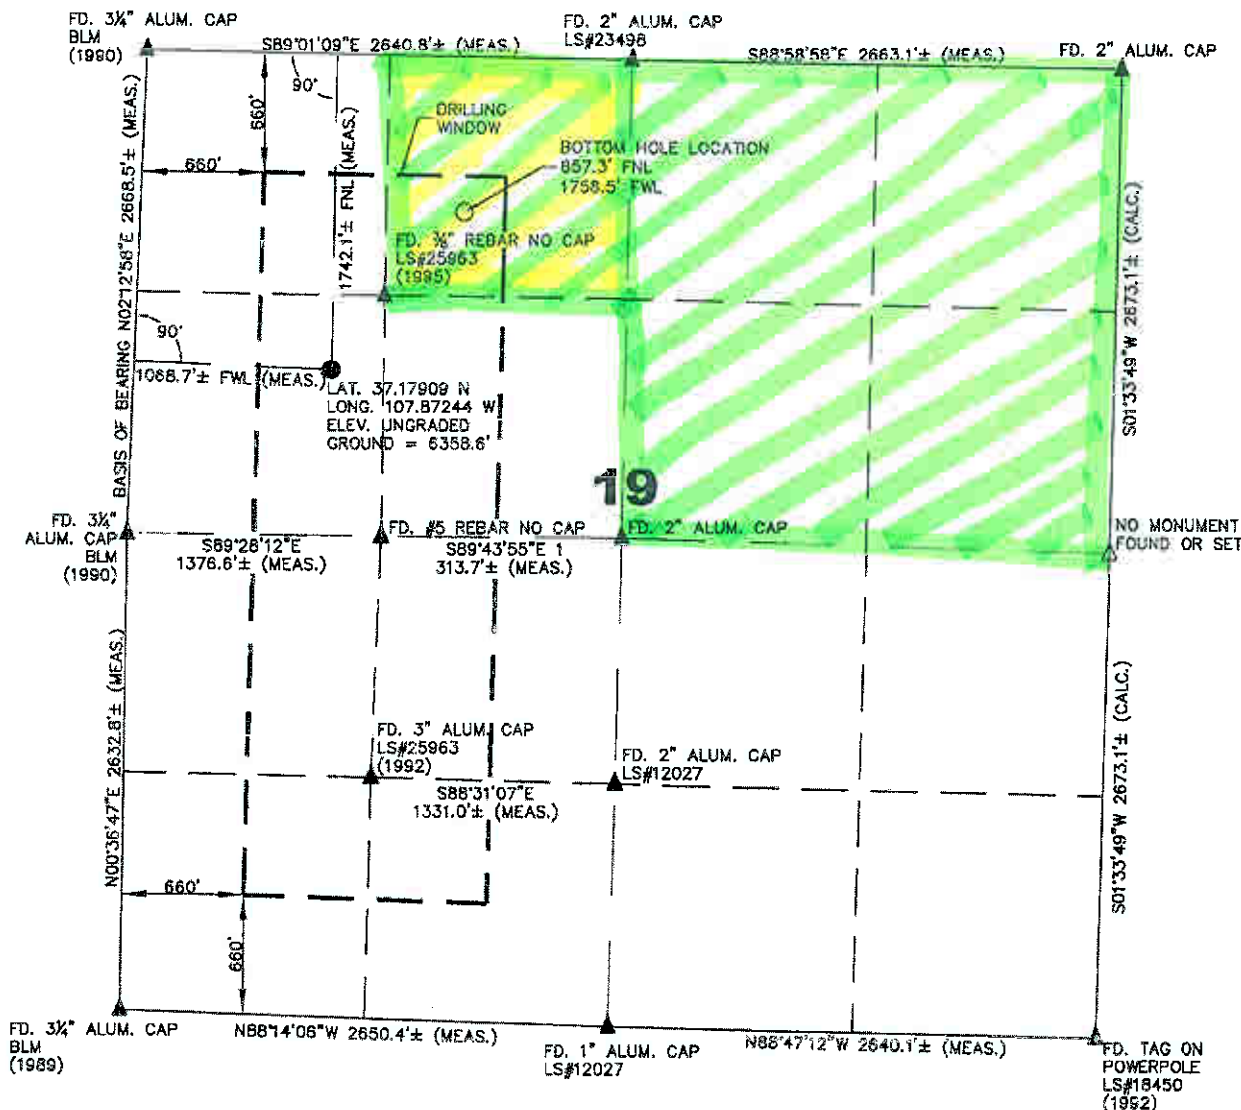 FD. 3¼" ALUM. CAP
BLM
(1990)
S89°01'09"E 2640.8'± (MEAS.)
FD. 2" ALUM. CAP
LS#23498
S88°58'58"E 2663.1'± (MEAS.)
FD. 2" ALUM. CAP
90'
660'
660'
1742.1'± FNL (MEAS.)
DRILLING
WINDOW
BOTTOM HOLE LOCATION
857.3' FNL
1758.5' FWL
BASIS OF BEARING N02°12'58"E 2668.5'± (MEAS.)
FD. ⅝" REBAR NO CAP
LS#25963
(1995)
S01°33'49"W 2673.1'± (CALC.)
90'
1068.7'± FWL (MEAS.)
LAT. 37.17909 N
LONG. 107.87244 W
ELEV. UNGRADED
GROUND = 6358.6'
19
FD. 3¼"
ALUM. CAP
BLM
(1990)
FD. #5 REBAR NO CAP
FD. 2" ALUM. CAP
NO MONUMENT
FOUND OR SET
S89°28'12"E
1376.6'± (MEAS.)
S89°43'55"E 1
313.7'± (MEAS.)
N00°36'47"E 2632.8'± (MEAS.)
S01°33'49"W 2673.1'± (CALC.)
FD. 3" ALUM. CAP
LS#25963
(1992)
FD. 2" ALUM. CAP
LS#12027
S88°31'07"E
1331.0'± (MEAS.)
660'
660'
FD. 3¼" ALUM. CAP
BLM
(1989)
N88°14'06"W 2650.4'± (MEAS.)
FD. 1" ALUM. CAP
LS#12027
N88°47'12"W 2640.1'± (MEAS.)
FD. TAG ON
POWERPOLE
LS#18450
(1992)